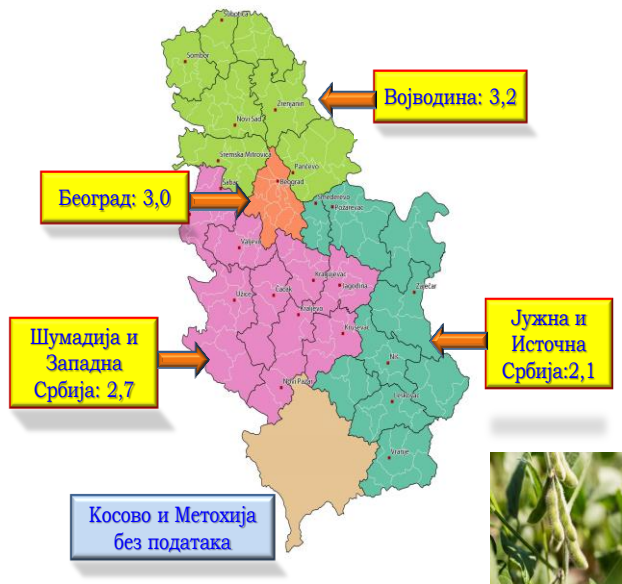 Subotica
Sombor
Војводина: 3,2
Zrenjanin
Novi Sad
Sremska Mitrovica
Pančevo
Šabac
Beograd
Београд: 3,0
Smederevo
Požarevac
Valjevo
Kragujevac
Jagodina
Zaječar
Užice
Čačak
Kraljevo
Kruševac
Шумадија и
Западна
Србија: 2,7
Јужна и
Источна
Србија:2,1
Niš
Novi Pazar
Leskovac
Vranje
Косово и Метохија
без података